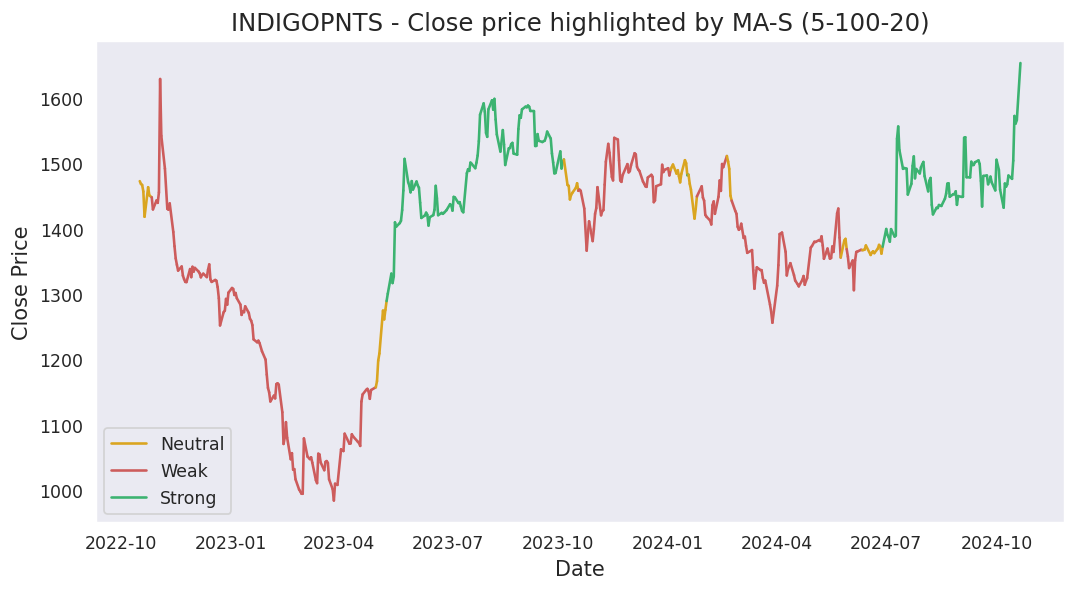 INDIGOPNTS - Close price highlighted by MA-S (5-100-20)
Close Price
1600
1500
1400
1300
1200
1100
1000
Neutral
Weak
Strong
2022-10 2023-01 2023-04 2023-07 2023-10 2024-01 2024-04 2024-07 2024-10
Date